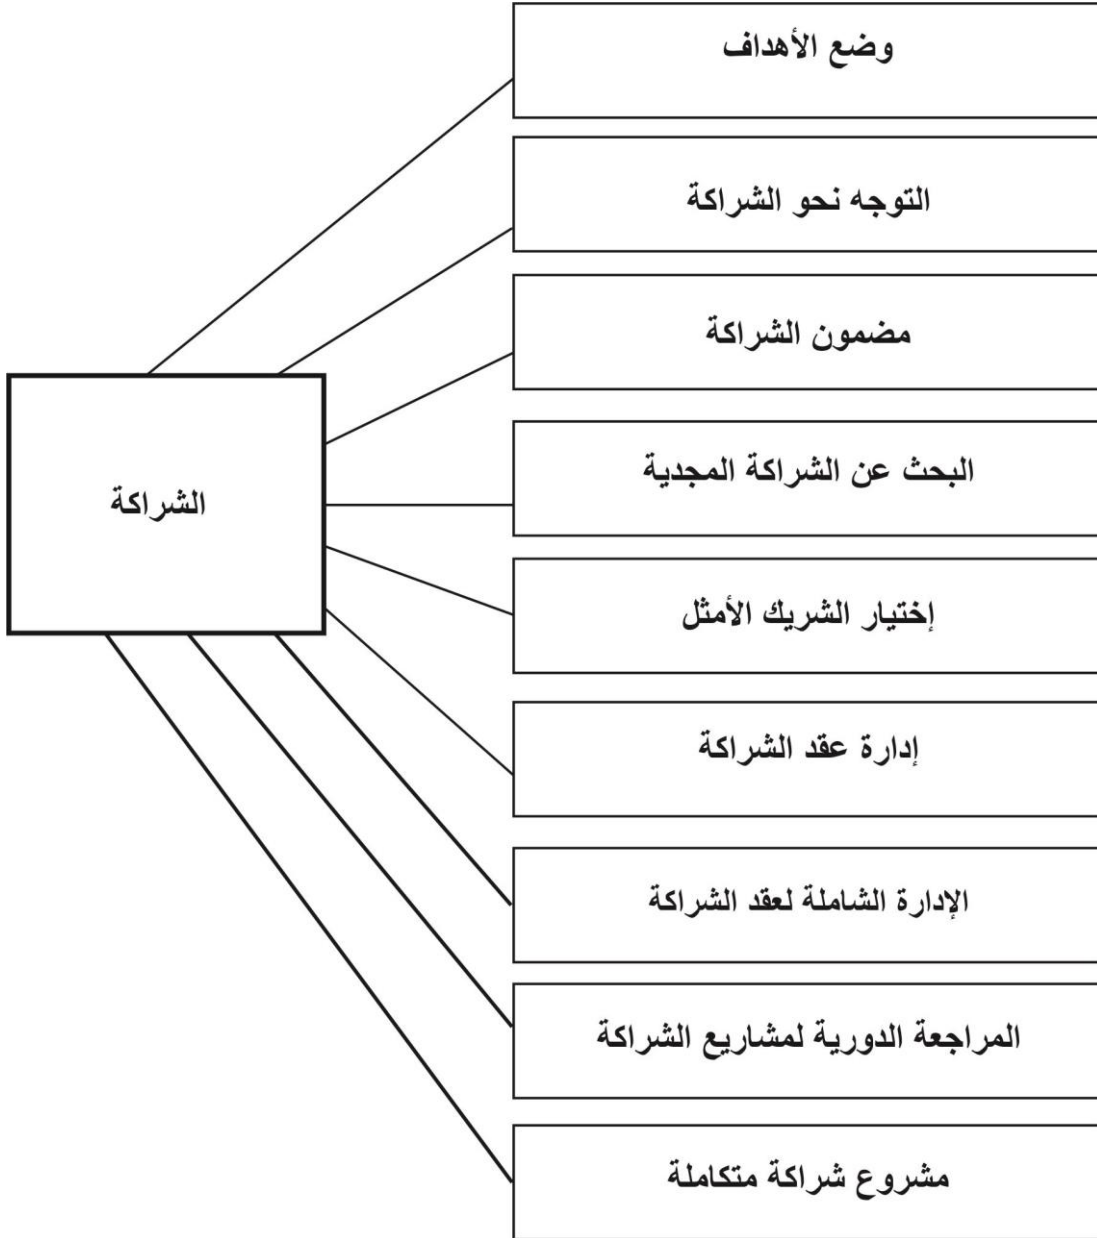 وضع الأهداف
التوجه نحو الشراكة
مضمون الشراكة
البحث عن الشراكة المجدية
الشراكة
إختيار الشريك الأمثل
إدارة عقد الشراكة
الإدارة الشاملة لعقد الشراكة
المراجعة الدورية لمشاريع الشراكة
مشروع شراكة متكاملة